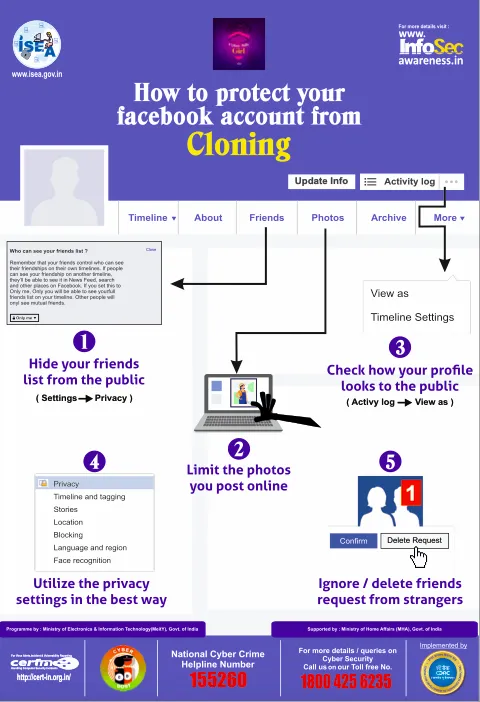 For more details visit :
www.
InfoSec
awareness.in
ISEA
www.isea.gov.in
How to protect your
facebook account from
Cloning
Update Info
Activity log
Timeline
About
Friends
Photos
Archive
More
Who can see your friends list ?
Close
Remember that your friends control who can see
their friendships on their own timelines. If people
can see your friendship on another timeline,
they'll be able to see it in News Feed, search
and other places on Facebook. If you set this to
Only me, Only you will be able to see yourfull
friends list on your timeline. Other people will
only see mutual friends.
Only me
View as
Timeline Settings
1
Hide your friends
list from the public
( Settings Privacy )
2
Limit the photos
you post online
3
Check how your profile
looks to the public
( Activy log View as )
4
Privacy
Timeline and tagging
Stories
Location
Blocking
Language and region
Face recognition
Utilize the privacy
settings in the best way
5
1
Confirm
Delete Request
Ignore / delete friends
request from strangers
Programme by : Ministry of Electronics & Information Technology(MeitY), Govt. of India
Supported by : Ministry of Home Affairs (MHA), Govt. of India
http://cert-in.org.in/
CYBER
DOST
National Cyber Crime
Helpline Number
155260
For more details / queries on
Cyber Security
Call us on our Toll free No.
1800 425 6235
Implemented by